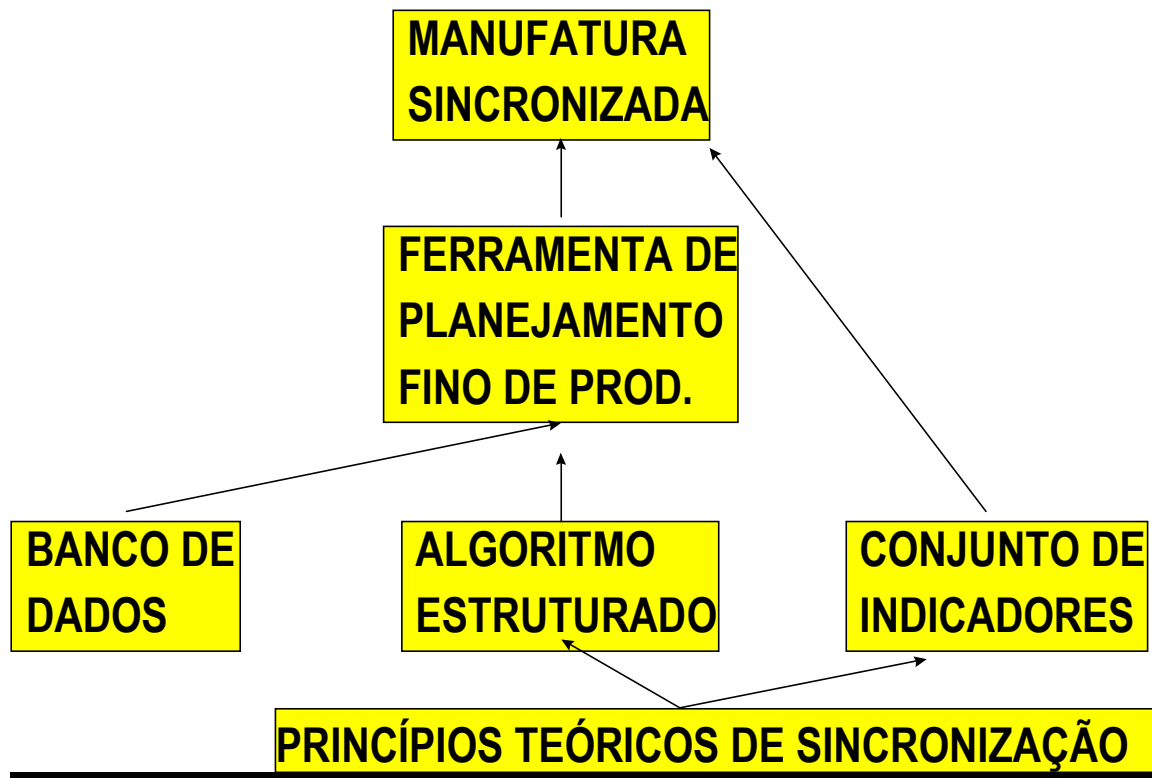 MANUFATURA
SINCRONIZADA
FERRAMENTA DE
PLANEJAMENTO
FINO DE PROD.
BANCO DE
DADOS
ALGORITMO
ESTRUTURADO
CONJUNTO DE
INDICADORES
PRINCÍPIOS TEÓRICOS DE SINCRONIZAÇÃO